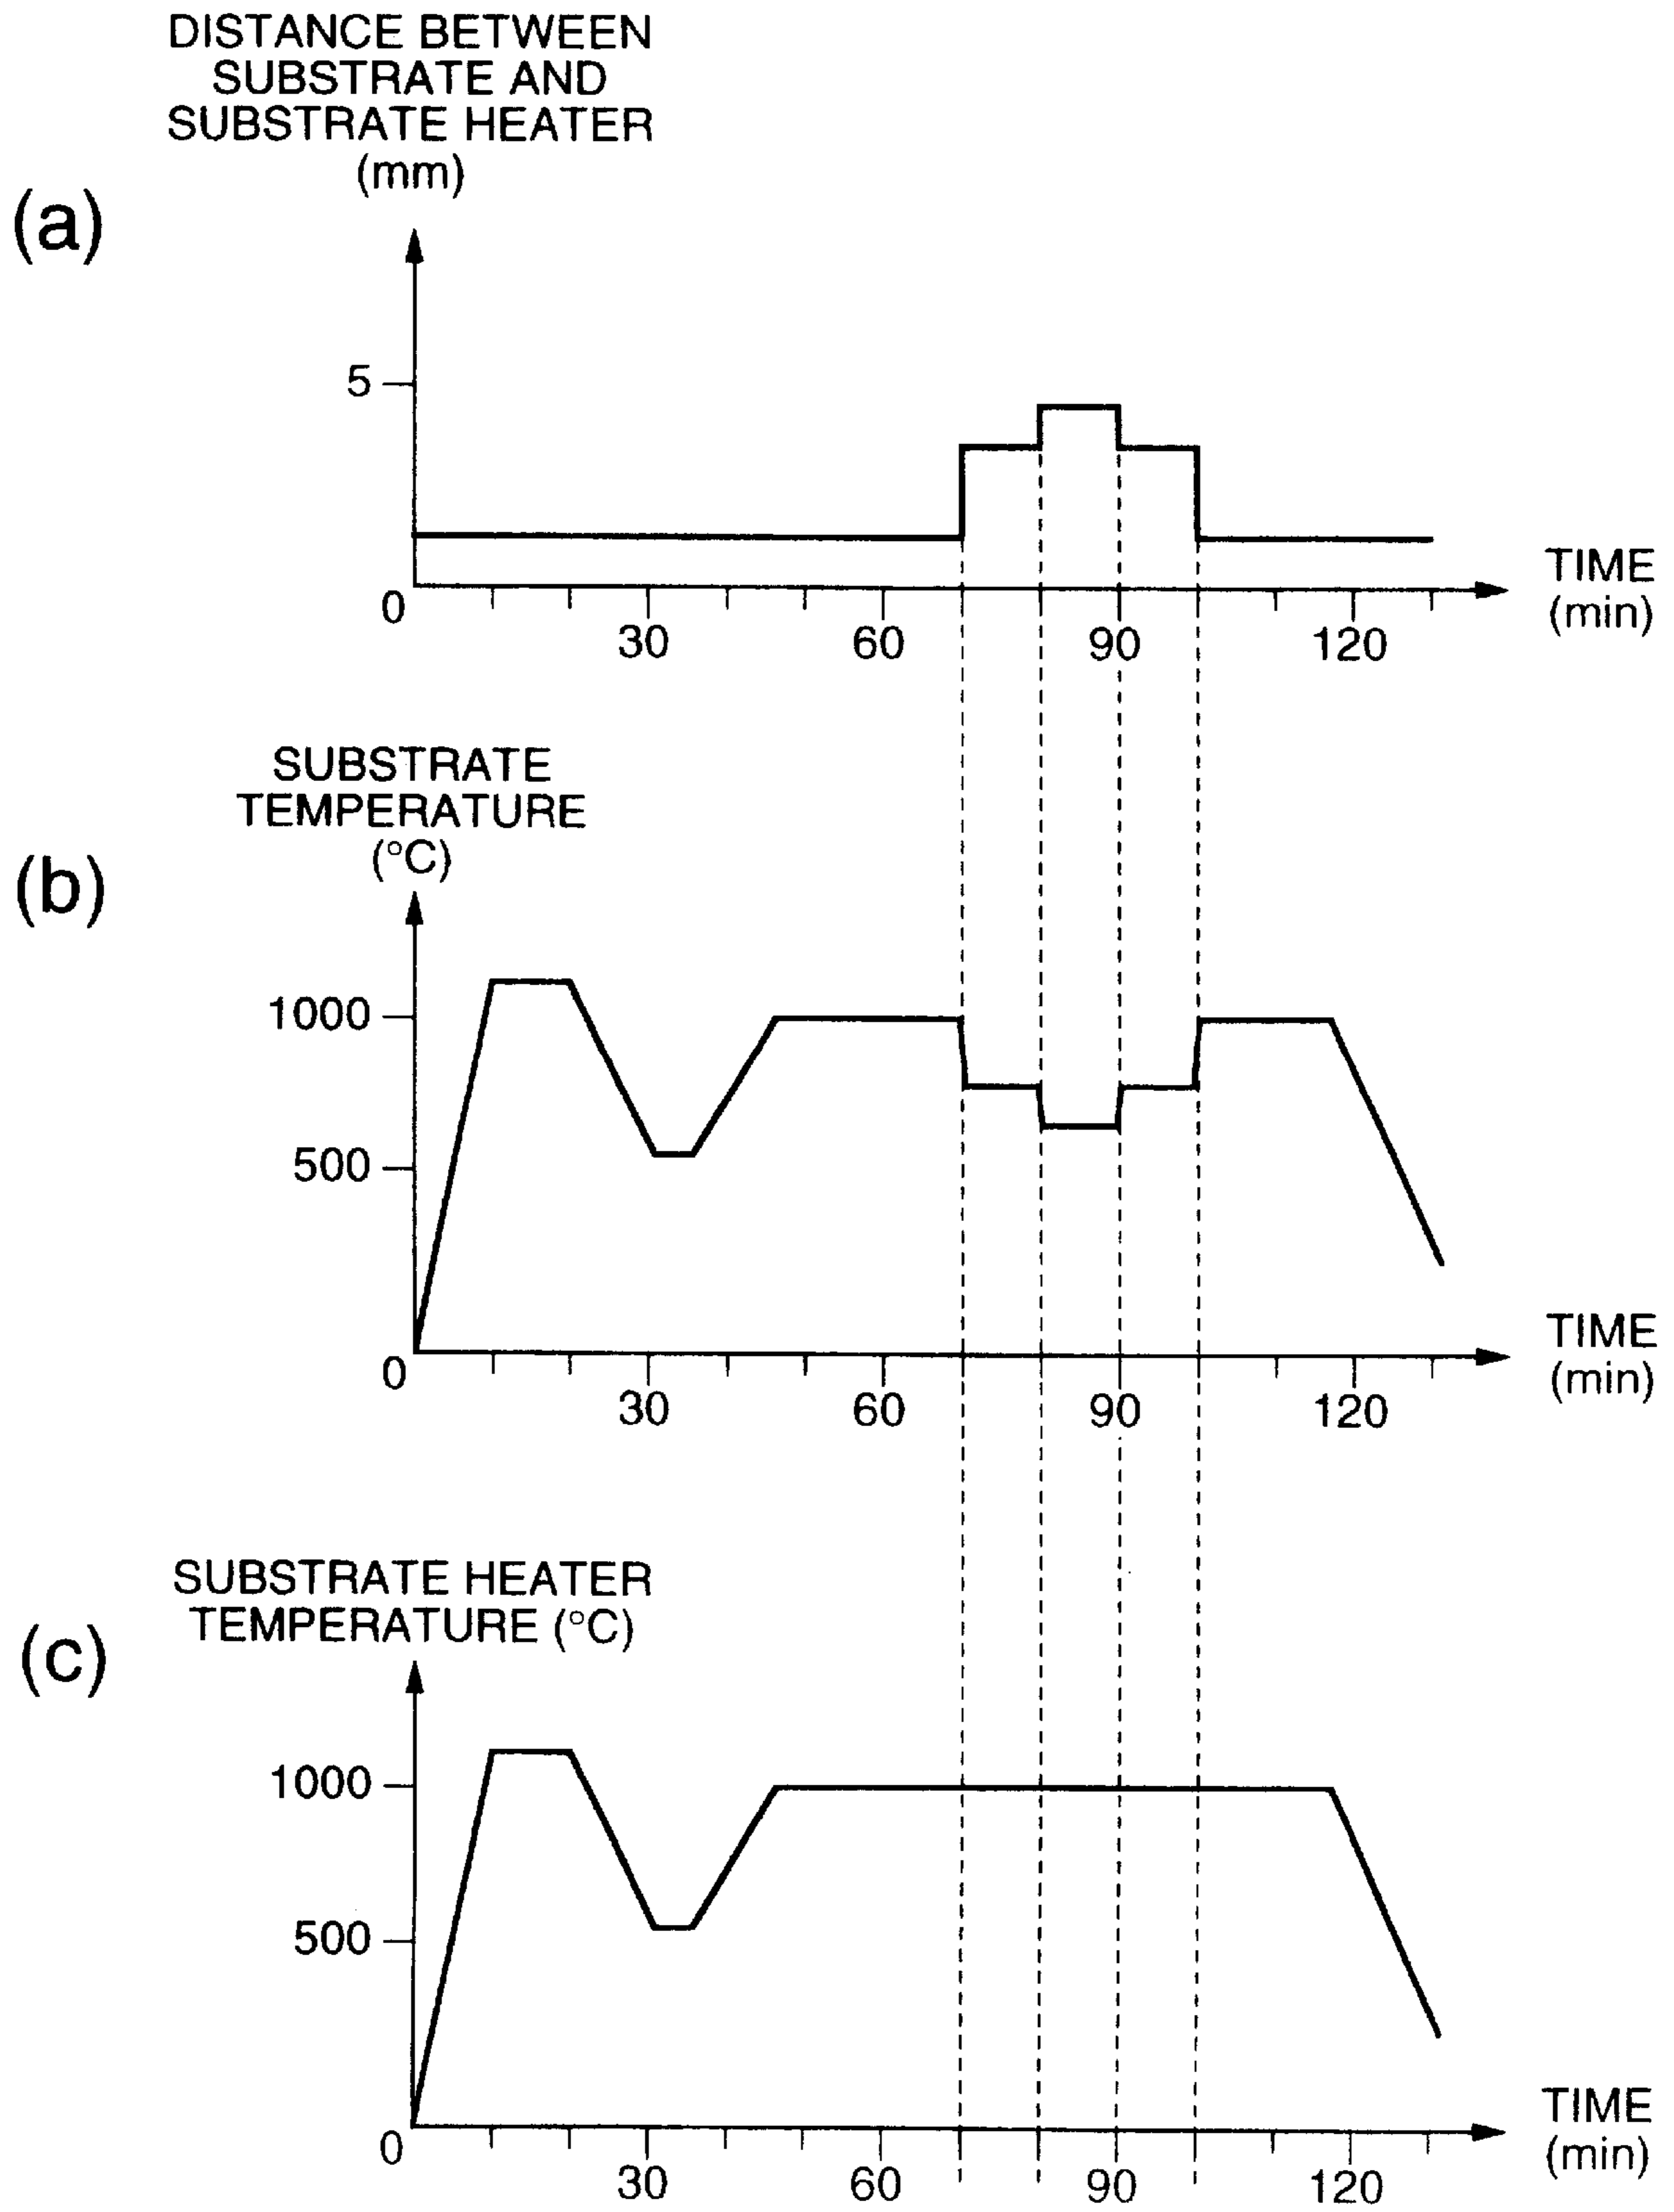 DISTANCE BETWEEN
SUBSTRATE AND
SUBSTRATE HEATER
(mm)
(a)
5
0
30 60 90 120
TIME
(min)
SUBSTRATE
TEMPERATURE
(°C)
(b)
1000
500
0
30 60 90 120
TIME
(min)
SUBSTRATE HEATER
TEMPERATURE (°C)
(c)
1000
500
0
30 60 90 120
TIME
(min)